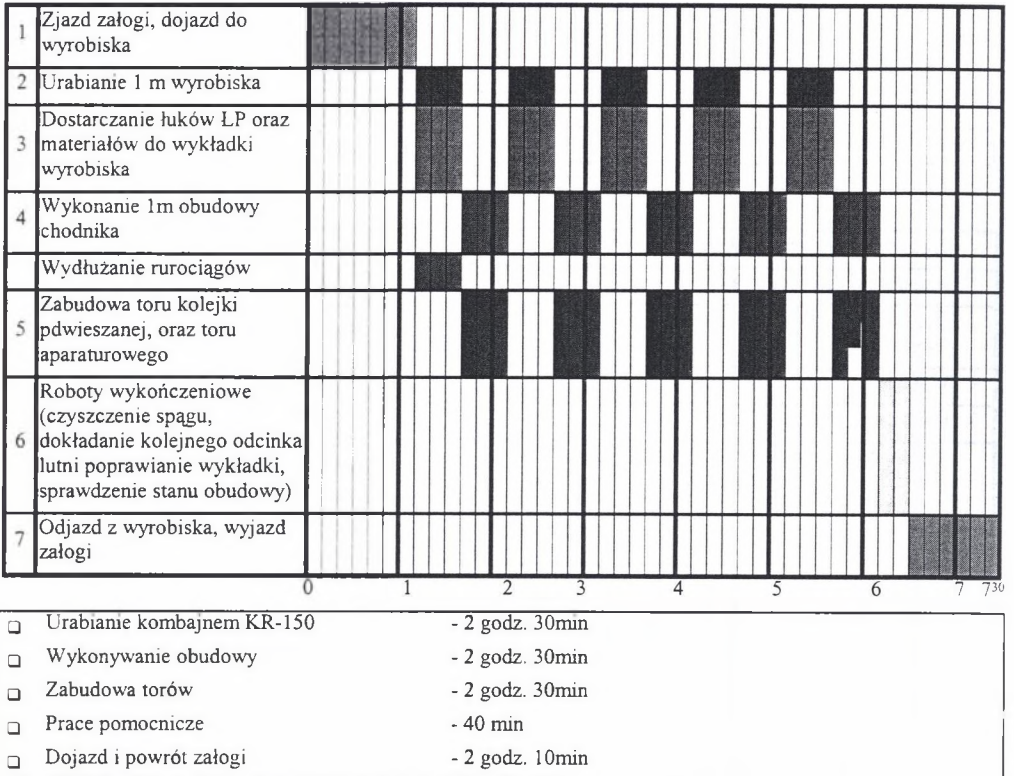 1 Zjazd załogi, dojazd do
wyrobiska
2 Urabianie 1 m wyrobiska
Dostarczanie łuków ŁP oraz
3 materiałów do wykładki
wyrobiska
4 Wykonanie 1m obudowy
chodnika
Wydłużanie rurociągów
Zabudowa toru kolejki
5 pdwieszanej, oraz toru
aparaturowego
Roboty wykończeniowe
(czyszczenie spągu,
6 dokładanie kolejnego odcinka
lutni poprawianie wykładki,
sprawdzenie stanu obudowy)
7 Odjazd z wyrobiska, wyjazd
załogi
0 1 2 3 4 5 6 7 7³⁰
❑ Urabianie kombajnem KR-150 - 2 godz. 30min
❑ Wykonywanie obudowy - 2 godz. 30min
❑ Zabudowa torów - 2 godz. 30min
❑ Prace pomocnicze - 40 min
❑ Dojazd i powrót załogi - 2 godz. 10min